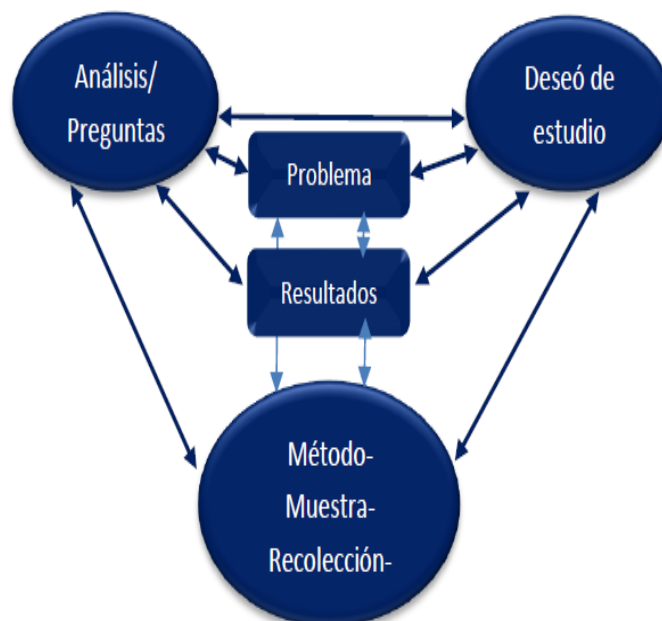 Análisis/
Preguntas
Deseó de
estudio
Problema
Resultados
Método-
Muestra-
Recolección-